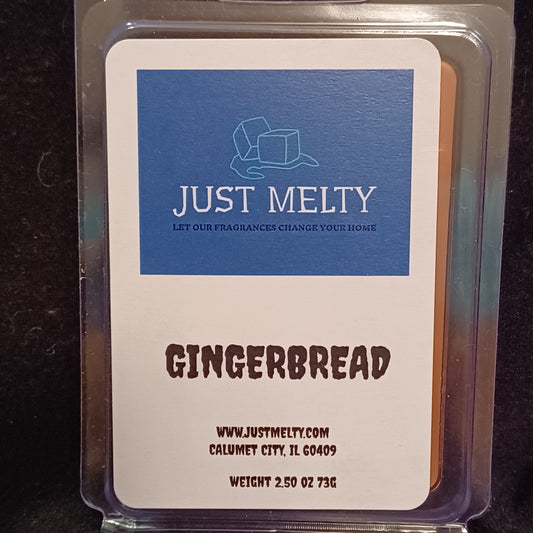 JUST MELTY
LET OUR FRAGRANCES CHANGE YOUR HOME
GINGERBREAD
WWW.JUSTMELTY.COM
CALUMET CITY, IL 60409
WEIGHT 2.50 OZ 73G